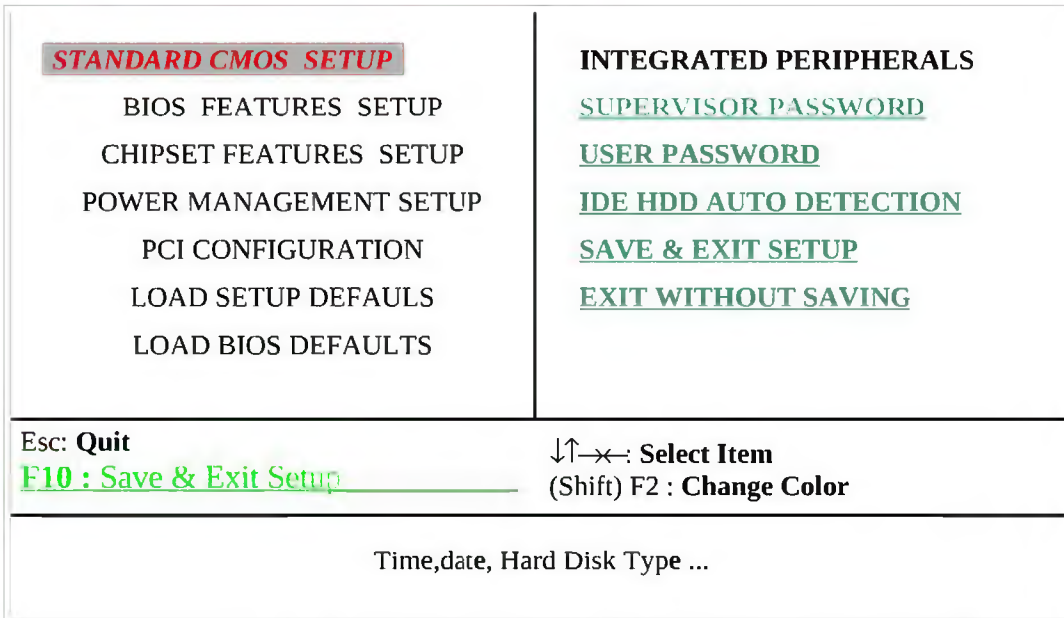 STANDARD CMOS SETUP
BIOS FEATURES SETUP
CHIPSET FEATURES SETUP
POWER MANAGEMENT SETUP
PCI CONFIGURATION
LOAD SETUP DEFAULS
LOAD BIOS DEFAULTS
INTEGRATED PERIPHERALS
SUPERVISOR PASSWORD
USER PASSWORD
IDE HDD AUTO DETECTION
SAVE & EXIT SETUP
EXIT WITHOUT SAVING
Esc: Quit
F10 : Save & Exit Setup
↓↑→←: Select Item
(Shift) F2 : Change Color
Time,date, Hard Disk Type ...